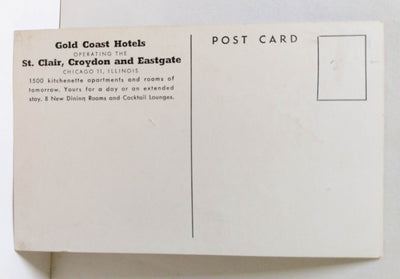 Gold Coast Hotels
OPERATING THE
St. Clair, Croydon and Eastgate
CHICAGO 11, ILLINOIS
1500 kitchenette apartments and rooms of
tomorrow. Yours for a day or an extended
stay. 8 New Dining Rooms and Cocktail Lounges.
POST CARD